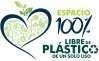 ESPACIO
100%
LIBRE DE
PLÁSTICO
DE UN SOLO USO